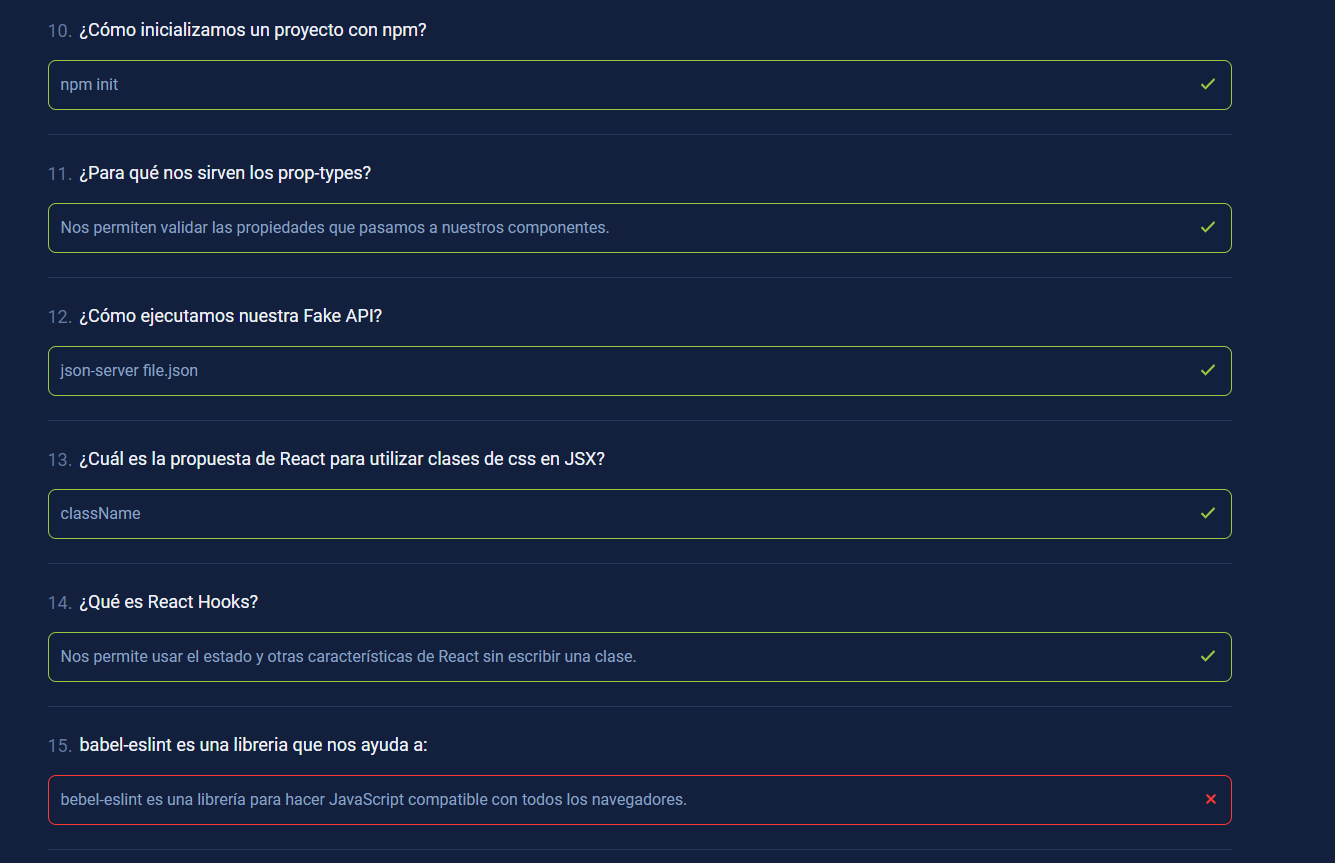 10. ¿Cómo inicializamos un proyecto con npm?
npm init
11. ¿Para qué nos sirven los prop-types?
Nos permiten validar las propiedades que pasamos a nuestros componentes.
12. ¿Cómo ejecutamos nuestra Fake API?
json-server file.json
13. ¿Cuál es la propuesta de React para utilizar clases de css en JSX?
className
14. ¿Qué es React Hooks?
Nos permite usar el estado y otras características de React sin escribir una clase.
15. babel-eslint es una libreria que nos ayuda a:
bebel-eslint es una librería para hacer JavaScript compatible con todos los navegadores.